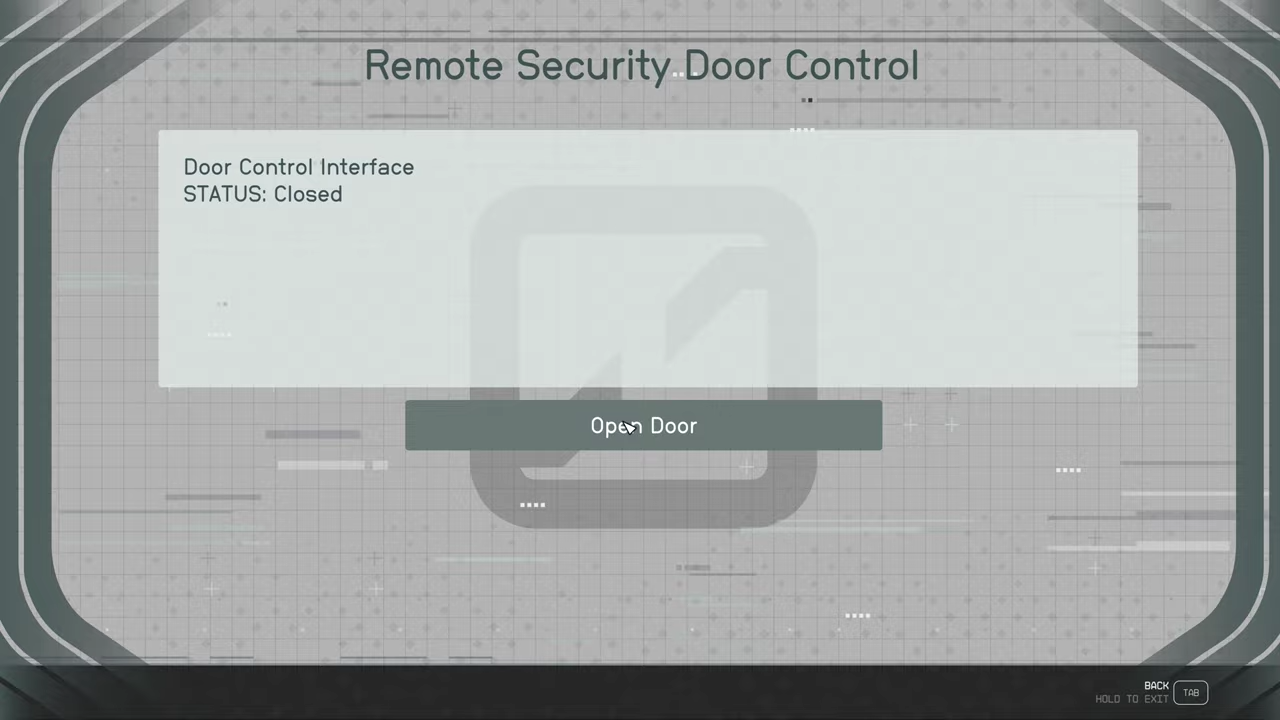 Remote Security Door Control
Door Control Interface
STATUS: Closed
Open Door
BACK
HOLD TO EXIT
TAB